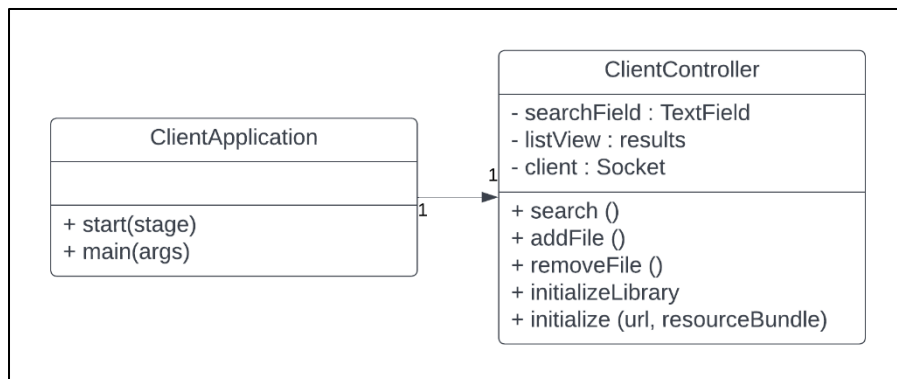 ClientApplication
+ start(stage)
+ main(args)
1
1
ClientController
- searchField : TextField
- listView : results
- client : Socket
+ search ()
+ addFile ()
+ removeFile ()
+ initializeLibrary
+ initialize (url, resourceBundle)